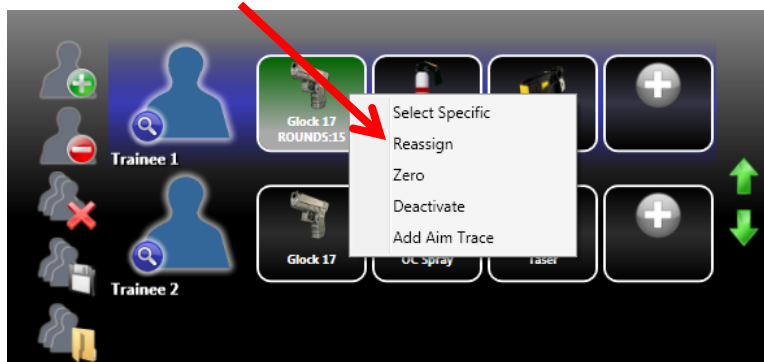 Glock 17
ROUNDS:15
Select Specific
Reassign
Zero
Deactivate
Add Aim Trace
Trainee 1
Glock 17
OC Spray
Taser
Trainee 2